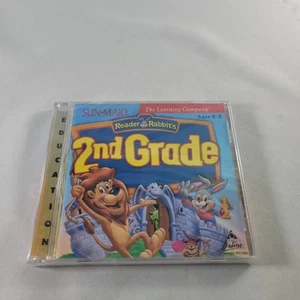 SUN-MAID
The Learning Company
Ages 6-8
Reader Rabbit's
2nd Grade
EDUCATION